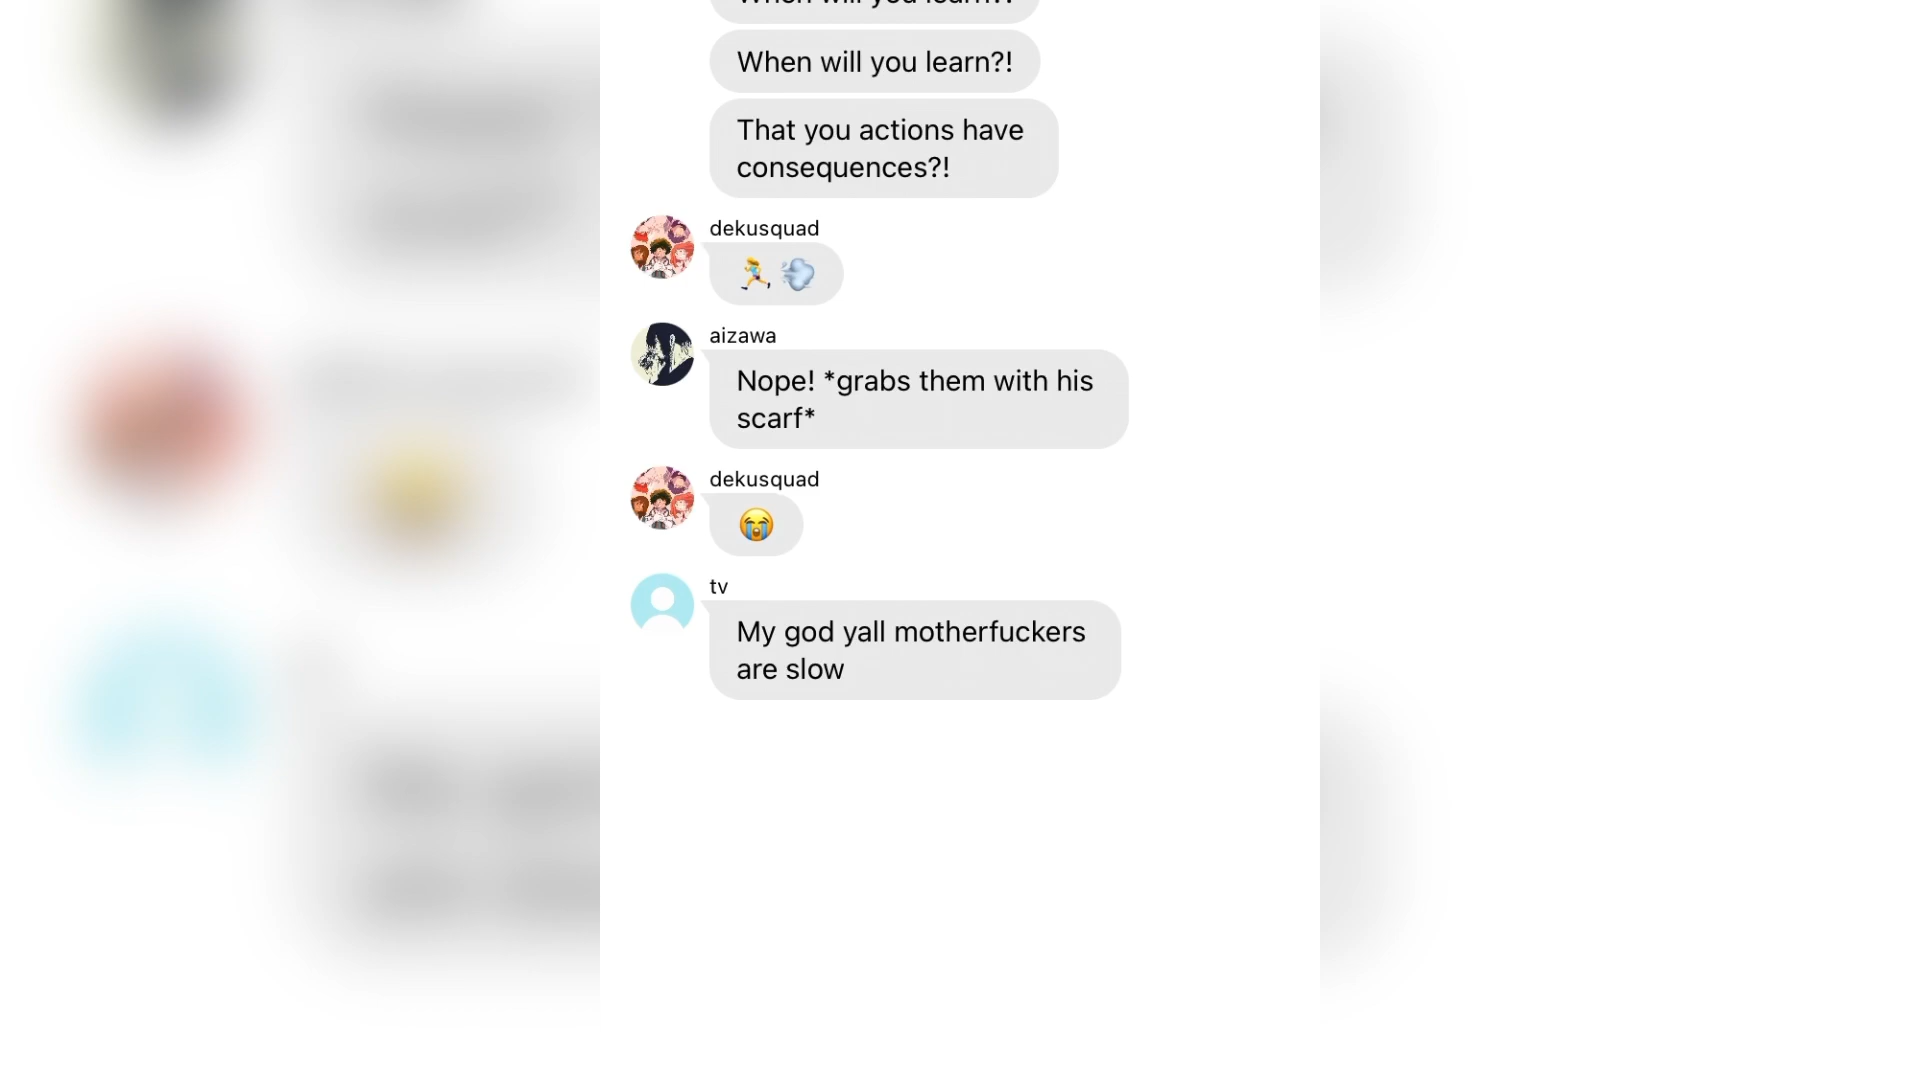 When will you learn?!
When will you learn?!
That you actions have
consequences?!
dekusquad
🏃💨
aizawa
Nope! *grabs them with his
scarf*
dekusquad
😭
tv
My god yall motherfuckers
are slow